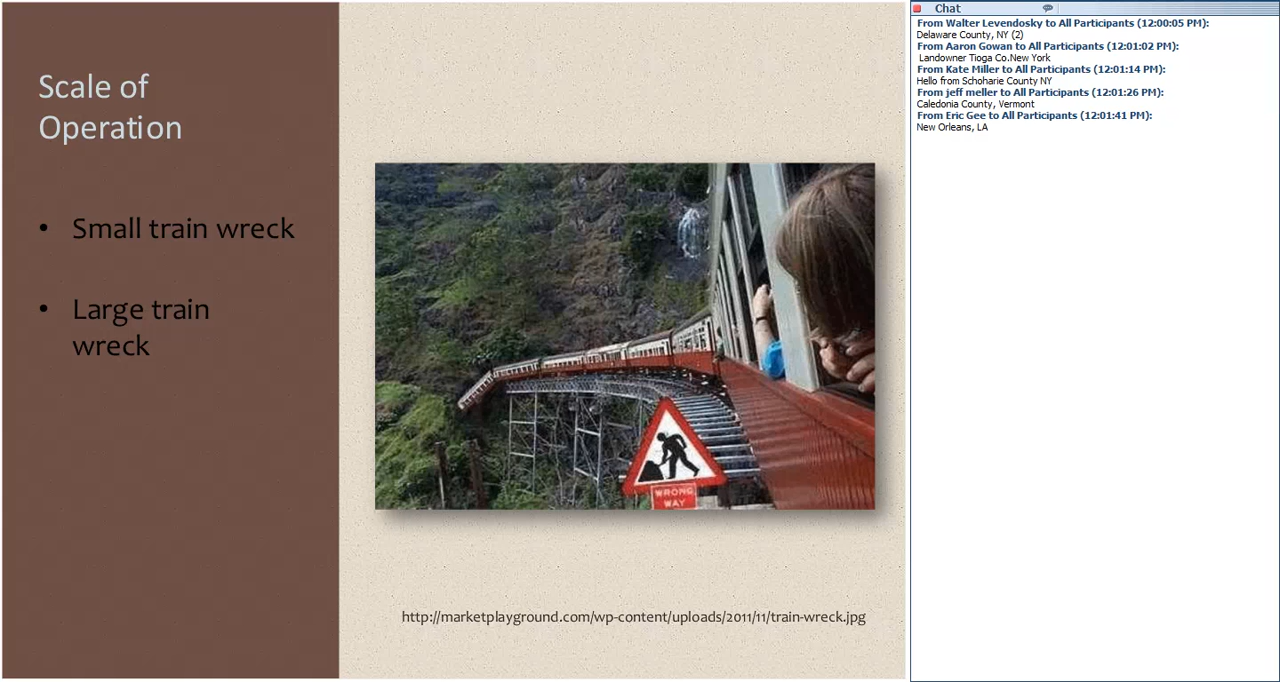 Scale of
Operation
• Small train wreck
• Large train
wreck
WRONG
WAY
http://marketplayground.com/wp-content/uploads/2011/11/train-wreck.jpg
Chat
From Walter Levendosky to All Participants (12:00:05 PM):
Delaware County, NY (2)
From Aaron Gowan to All Participants (12:01:02 PM):
Landowner Tioga Co.New York
From Kate Miller to All Participants (12:01:14 PM):
Hello from Schoharie County NY
From jeff meller to All Participants (12:01:26 PM):
Caledonia County, Vermont
From Eric Gee to All Participants (12:01:41 PM):
New Orleans, LA